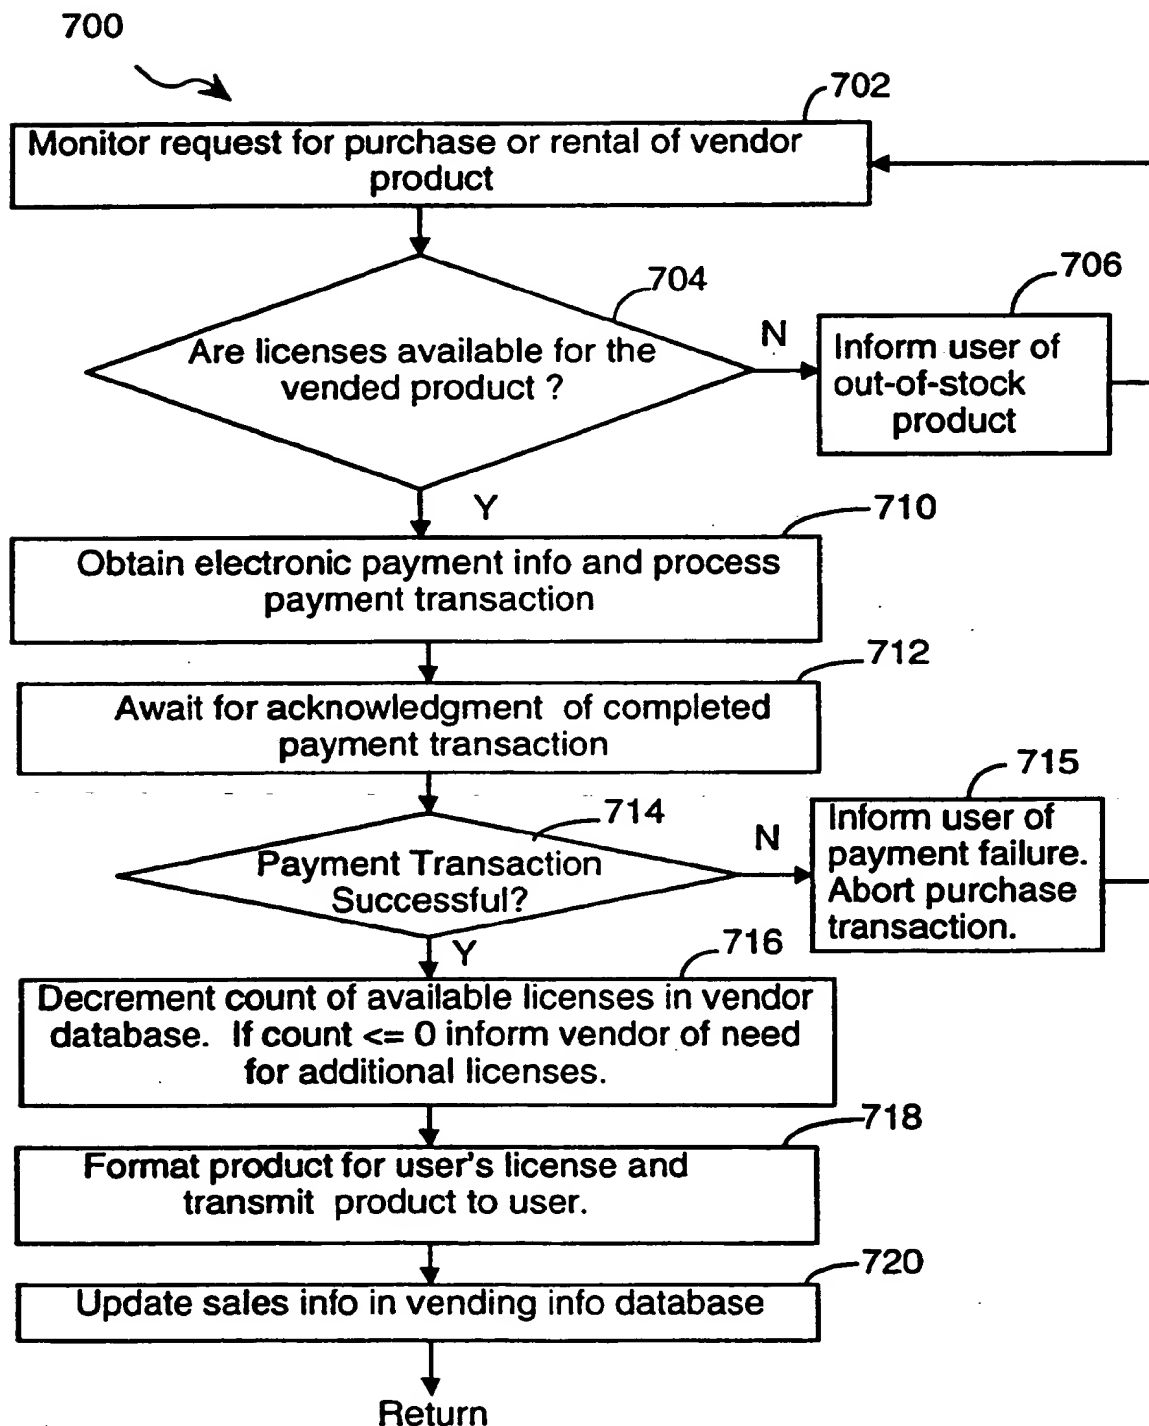 700
702
Monitor request for purchase or rental of vendor
product
704
Are licenses available for the
vended product ?
N
706
Inform user of
out-of-stock
product
Y
710
Obtain electronic payment info and process
payment transaction
712
Await for acknowledgment of completed
payment transaction
714
Payment Transaction
Successful?
N
715
Inform user of
payment failure.
Abort purchase
transaction.
Y
716
Decrement count of available licenses in vendor
database. If count <= 0 inform vendor of need
for additional licenses.
718
Format product for user's license and
transmit product to user.
720
Update sales info in vending info database
Return